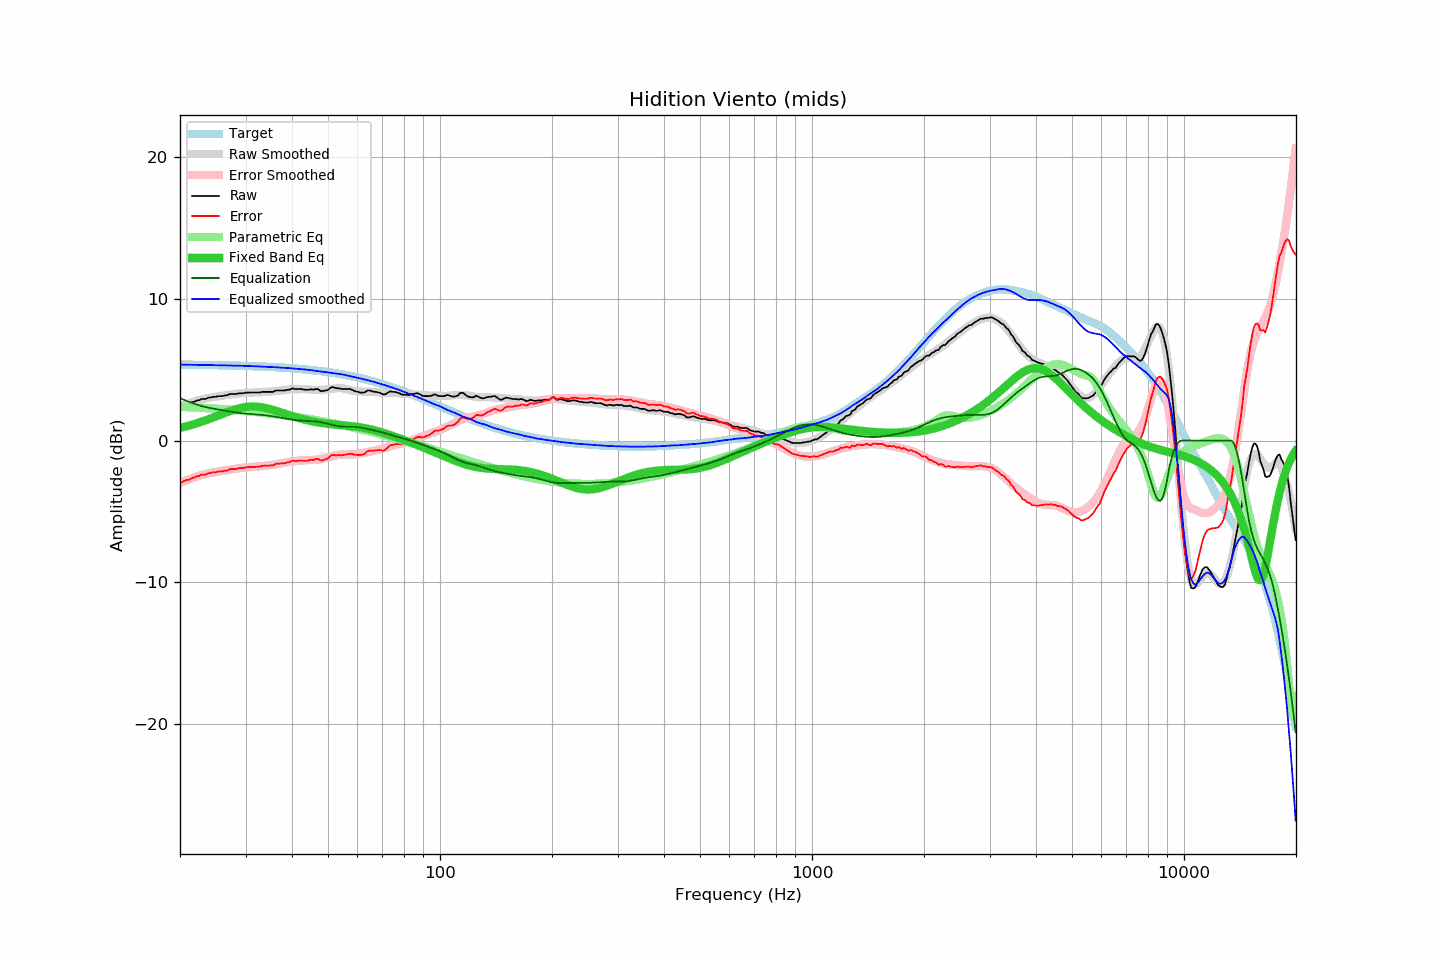 Hidition Viento (mids)
Target
Raw Smoothed
Error Smoothed
Raw
Error
Parametric Eq
Fixed Band Eq
Equalization
Equalized smoothed
20
10
0
−10
−20
Amplitude (dBr)
100 1000 10000
Frequency (Hz)